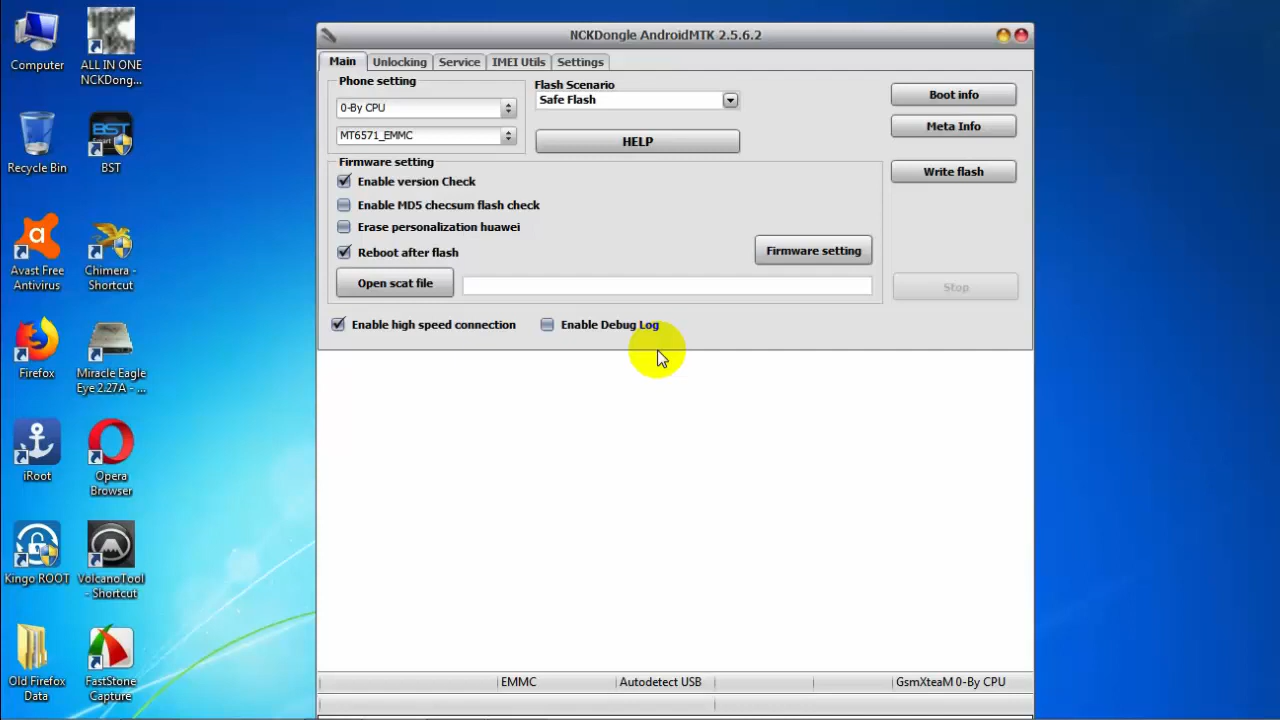 Computer
ALL IN ONE
NCKDong...
Recycle Bin
BST
BST
Avast Free
Antivirus
Chimera -
Shortcut
Firefox
Miracle Eagle
Eye 2.27A - ...
iRoot
Opera
Browser
Kingo ROOT
VolcanoTool
- Shortcut
Old Firefox
Data
FastStone
Capture
NCKDongle AndroidMTK 2.5.6.2
Main
Unlocking
Service
IMEI Utils
Settings
Phone setting
0-By CPU
MT6571_EMMC
Flash Scenario
Safe Flash
HELP
Boot info
Meta Info
Write flash
Firmware setting
Enable version Check
Enable MD5 checsum flash check
Erase personalization huawei
Reboot after flash
Firmware setting
Open scat file
Stop
Enable high speed connection
Enable Debug Log
EMMC
Autodetect USB
GsmXteaM 0-By CPU